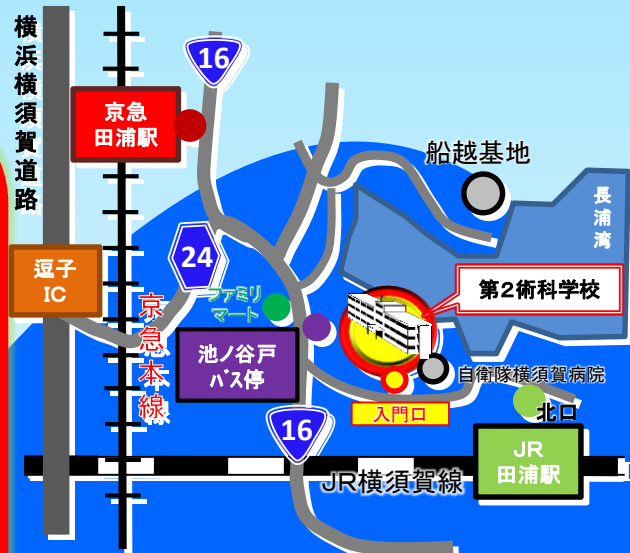 横浜横須賀道路
16
京急
田浦駅
船越基地
長浦湾
24
逗子
IC
ファミリ
マート
第2術科学校
京急本線
池ノ谷戸
バス停
自衛隊横須賀病院
入門口
北口
16
JR
田浦駅
JR横須賀線